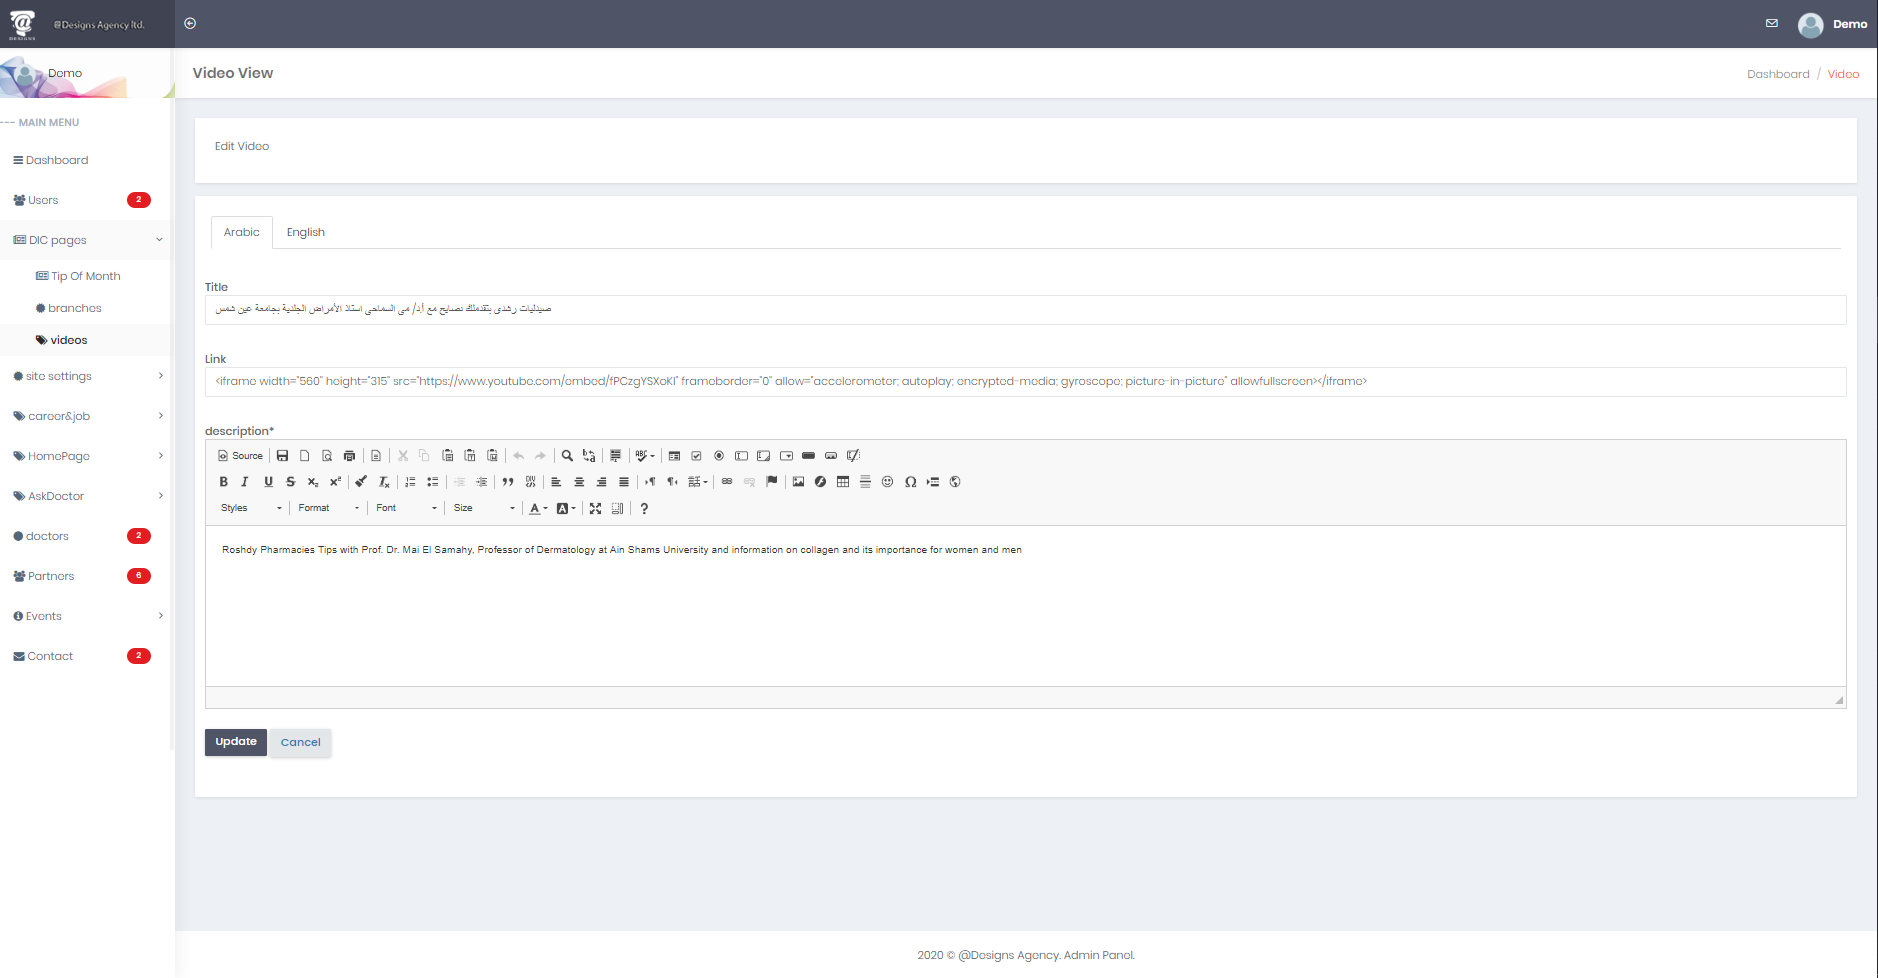 @Designs Agency ltd.
DESIGNS
Demo
Demo
Video View
Dashboard / Video
--- MAIN MENU
Dashboard
Users 2
DIC pages
Tip Of Month
branches
videos
site settings
career&job
HomePage
AskDoctor
doctors 2
Partners 6
Events
Contact 2
Edit Video
Arabic English
Title
صيدليات رشدى بتقدملك نصايح مع أ.د/ مى السماحى استاذ الأمراض الجلدية بجامعة عين شمس
Link
<iframe width="560" height="315" src="https://www.youtube.com/embed/fPCzgYSXoKI" frameborder="0" allow="accelerometer; autoplay; encrypted-media; gyroscope; picture-in-picture" allowfullscreen></iframe>
description*
Source
Styles Format Font Size
Roshdy Pharmacies Tips with Prof. Dr. Mai El Samahy, Professor of Dermatology at Ain Shams University and information on collagen and its importance for women and men
Update Cancel
2020 © @Designs Agency. Admin Panel.